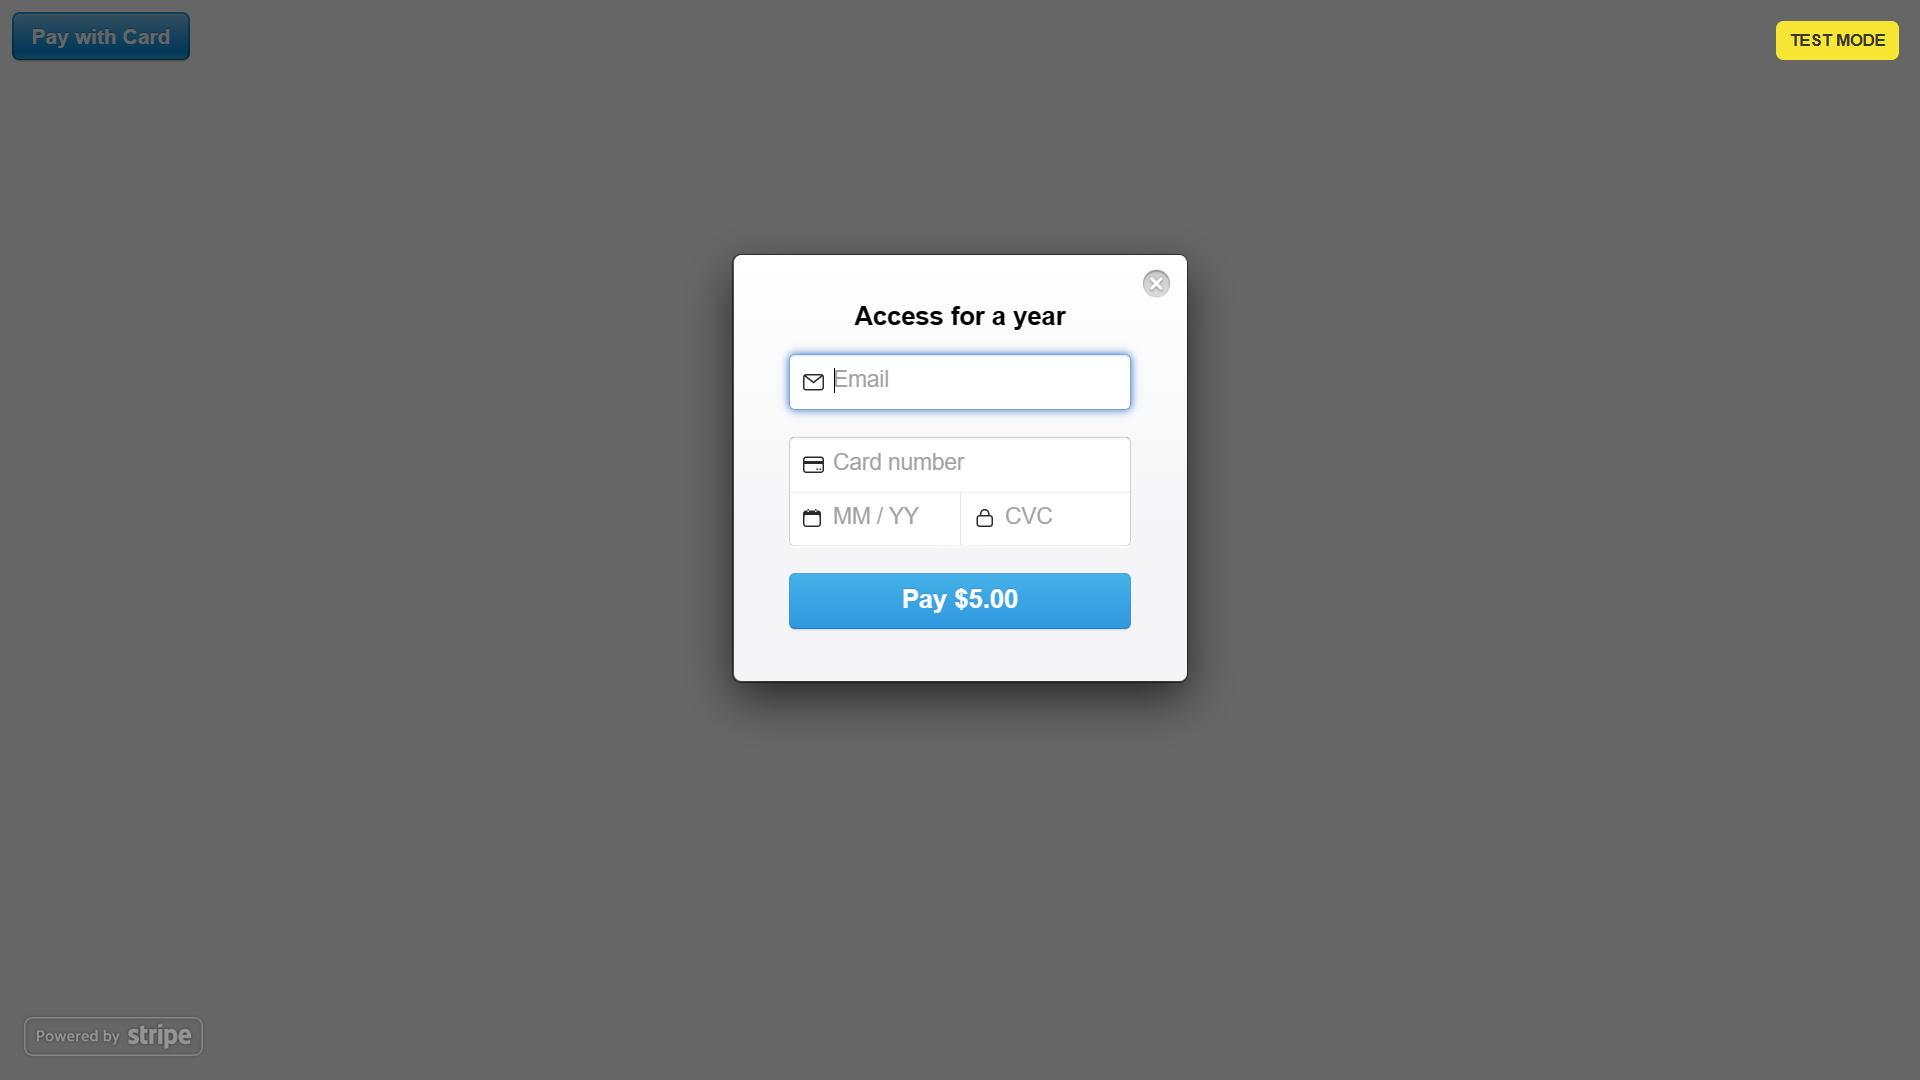 Pay with Card
TEST MODE
Access for a year
Email
Card number
MM / YY
CVC
Pay $5.00
Powered by stripe